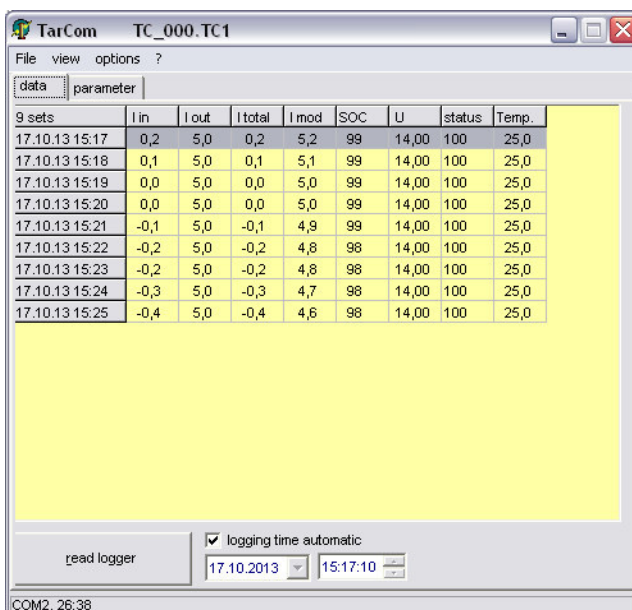 TarCom TC_000.TC1
File view options ?
data parameter
9 sets I in I out I total I mod SOC U status Temp.
17.10.13 15:17 0,2 5,0 0,2 5,2 99 14,00 100 25,0
17.10.13 15:18 0,1 5,0 0,1 5,1 99 14,00 100 25,0
17.10.13 15:19 0,0 5,0 0,0 5,0 99 14,00 100 25,0
17.10.13 15:20 0,0 5,0 0,0 5,0 99 14,00 100 25,0
17.10.13 15:21 -0,1 5,0 -0,1 4,9 99 14,00 100 25,0
17.10.13 15:22 -0,2 5,0 -0,2 4,8 98 14,00 100 25,0
17.10.13 15:23 -0,2 5,0 -0,2 4,8 98 14,00 100 25,0
17.10.13 15:24 -0,3 5,0 -0,3 4,7 98 14,00 100 25,0
17.10.13 15:25 -0,4 5,0 -0,4 4,6 98 14,00 100 25,0
logging time automatic
read logger 17.10.2013 15:17:10
COM2, 26:38